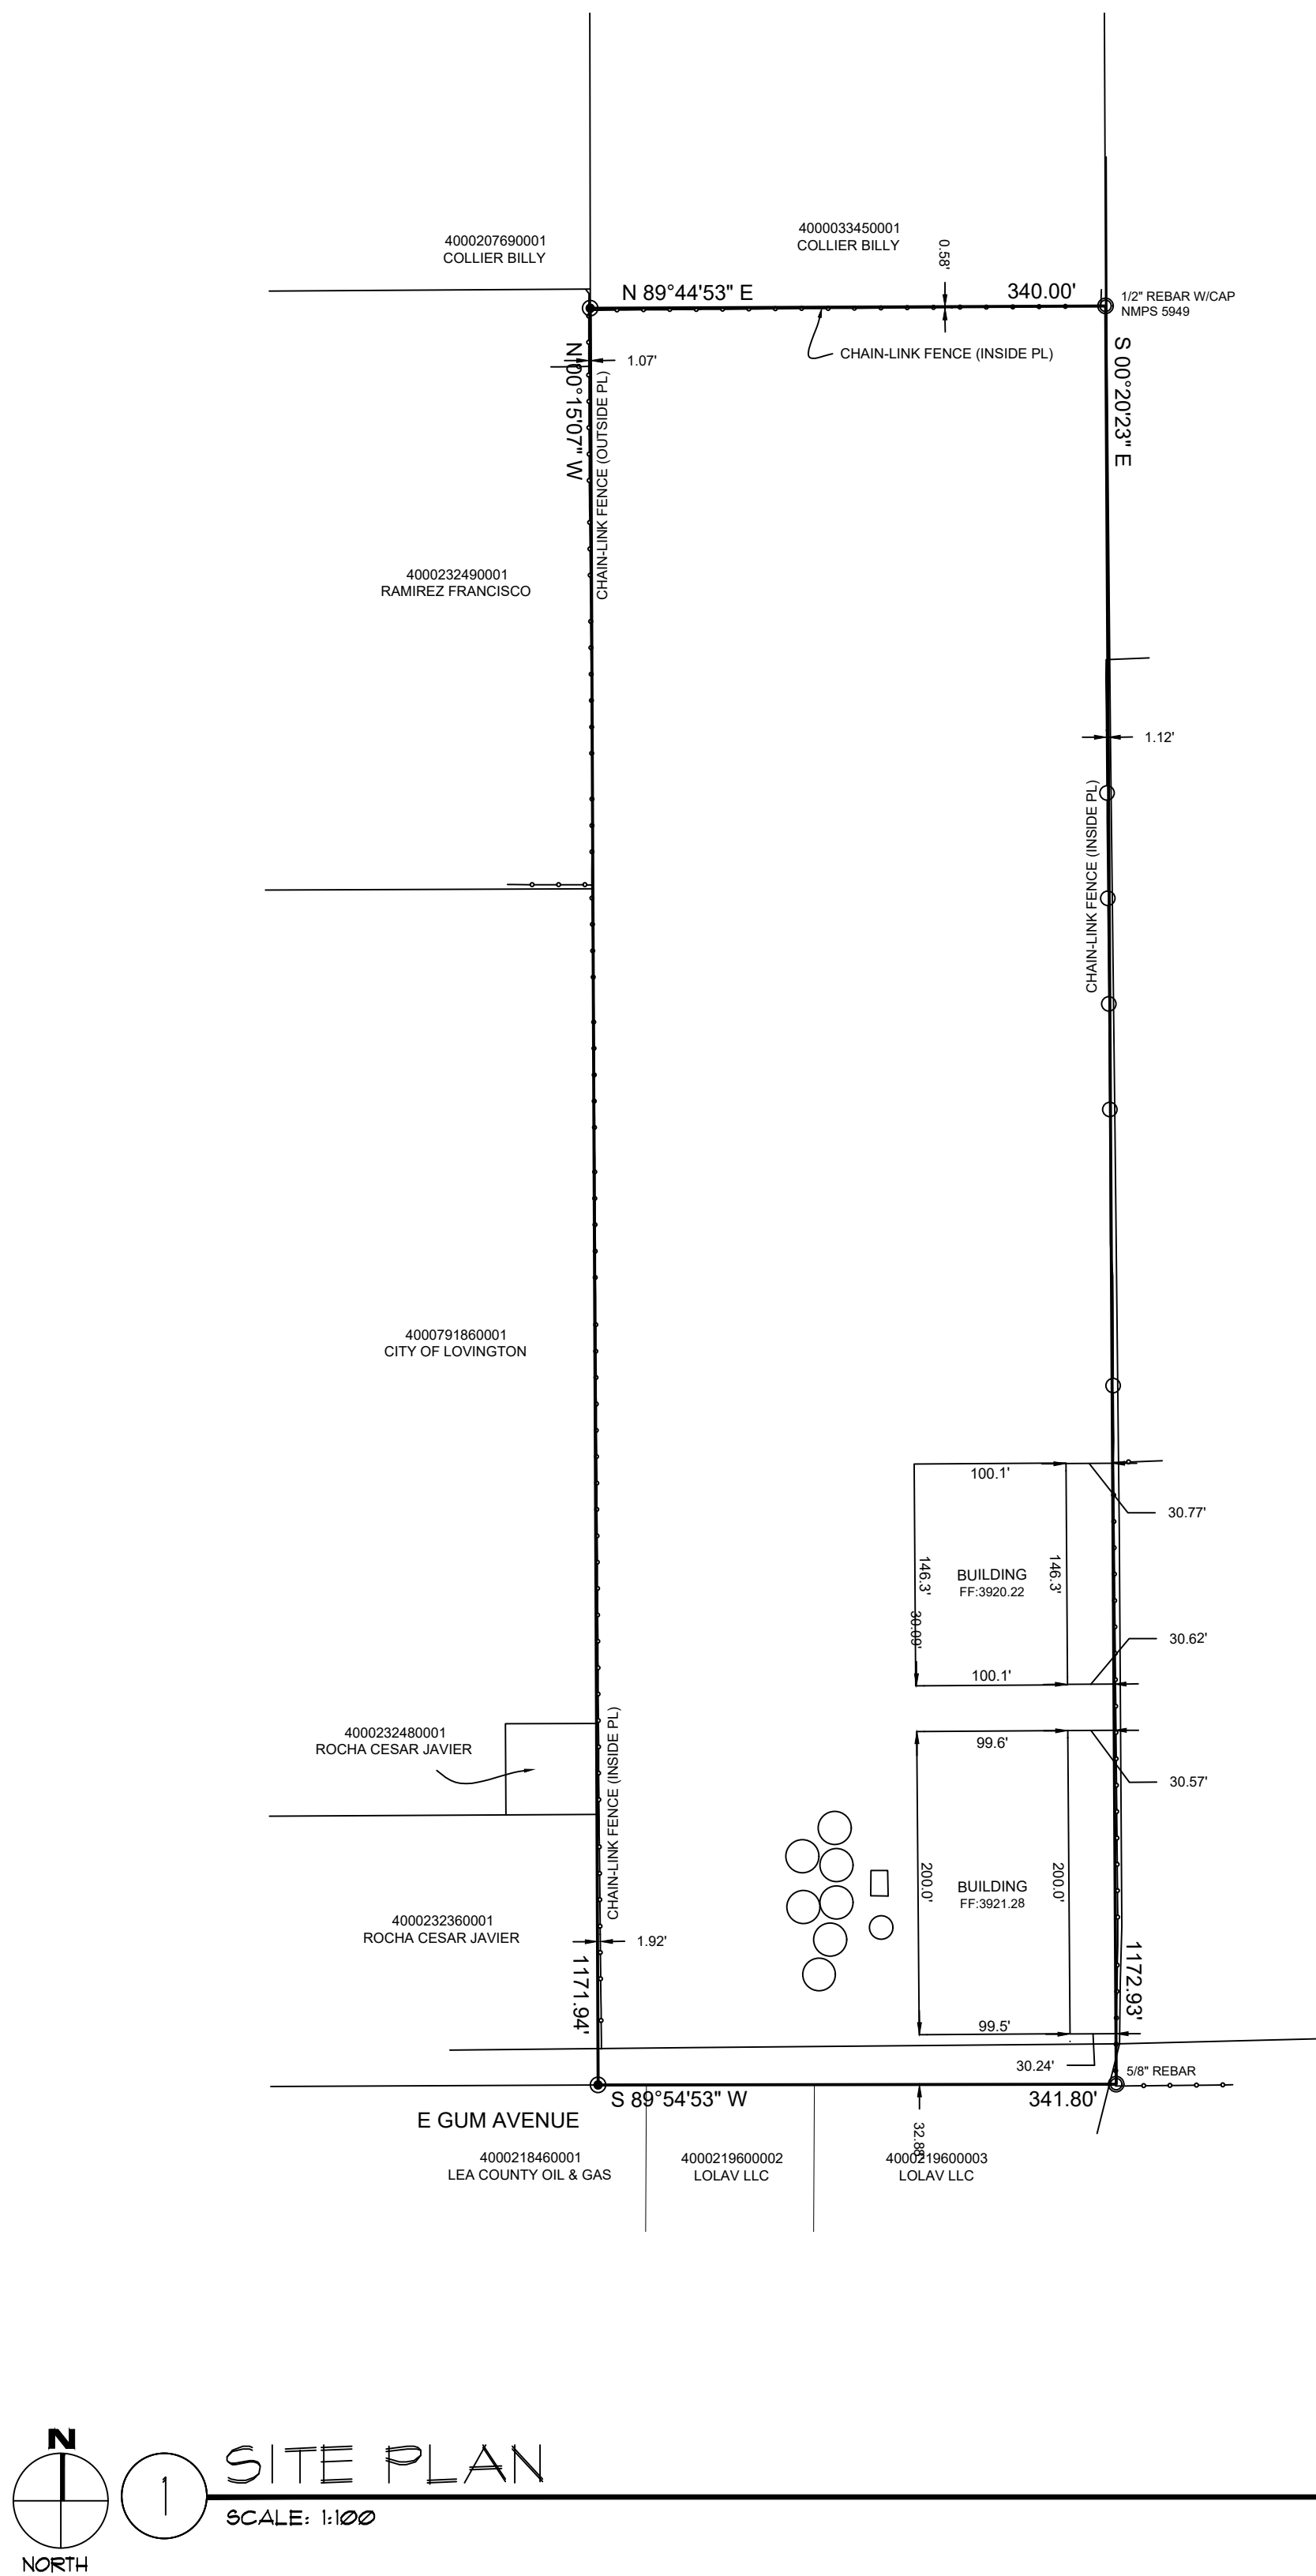 4000207690001
COLLIER BILLY
4000033450001
COLLIER BILLY
0.58'
N 89°44'53" E
340.00'
1/2" REBAR W/CAP
NMPS 5949
CHAIN-LINK FENCE (INSIDE PL)
N 00°15'07" W
1.07'
CHAIN-LINK FENCE (OUTSIDE PL)
S 00°20'23" E
4000232490001
RAMIREZ FRANCISCO
1.12'
CHAIN-LINK FENCE (INSIDE PL)
4000791860001
CITY OF LOVINGTON
100.1'
30.77'
146.3'
146.3'
BUILDING
FF:3920.22
30.09'
30.62'
100.1'
4000232480001
ROCHA CESAR JAVIER
CHAIN-LINK FENCE (INSIDE PL)
99.6'
30.57'
200.0'
200.0'
BUILDING
FF:3921.28
4000232360001
ROCHA CESAR JAVIER
1.92'
1171.94'
1172.93'
99.5'
30.24'
5/8" REBAR
S 89°54'53" W
341.80'
E GUM AVENUE
32.88'
4000218460001
LEA COUNTY OIL & GAS
4000219600002
LOLAV LLC
4000219600003
LOLAV LLC
N
NORTH
1
SITE PLAN
SCALE: 1:100